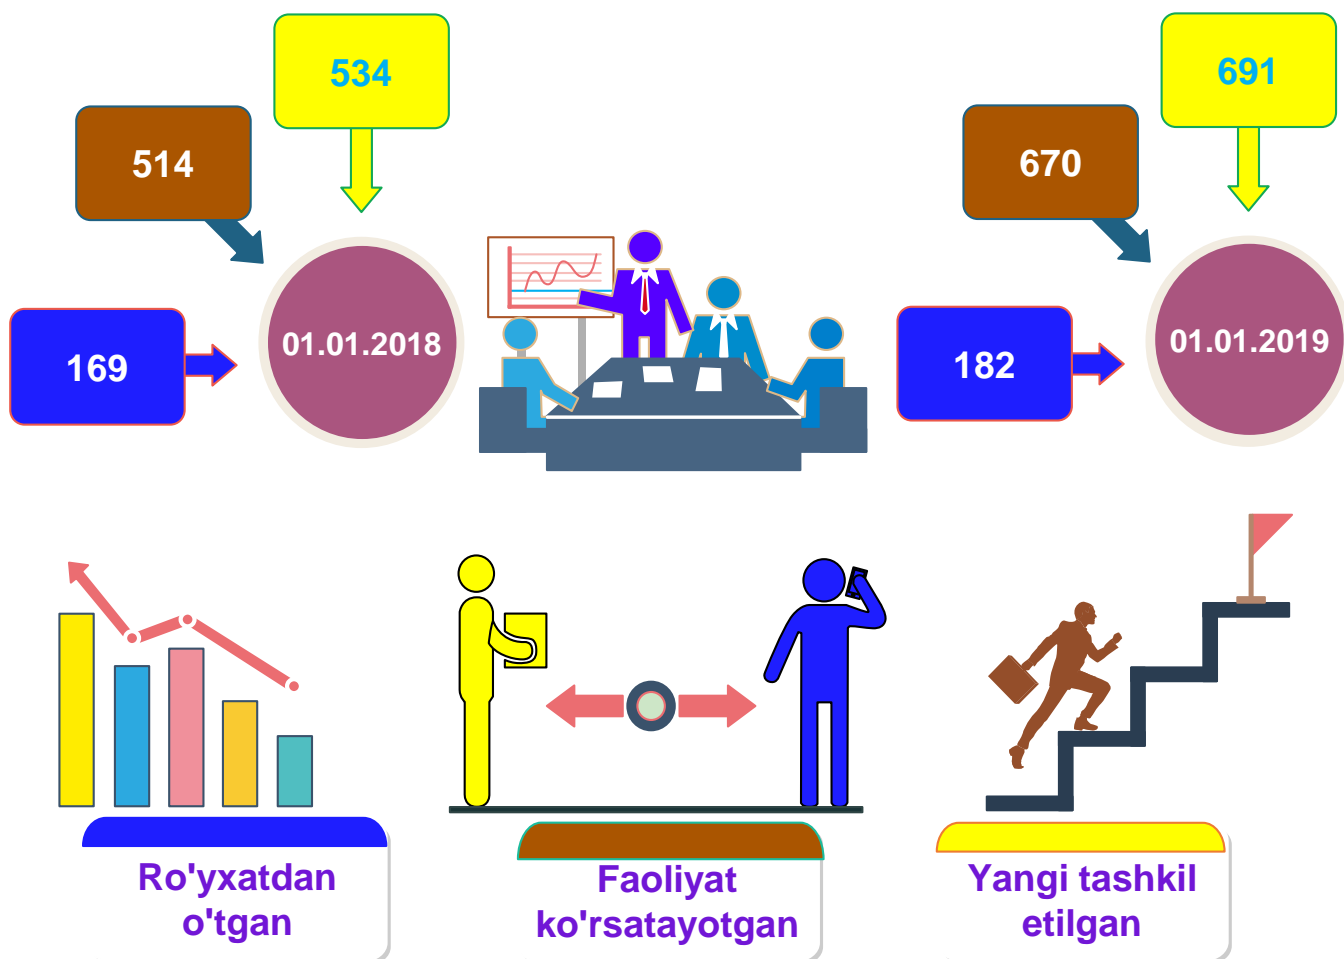 534
691
514
670
01.01.2018
01.01.2019
169
182
Ro'yxatdan
o'tgan
Faoliyat
ko'rsatayotgan
Yangi tashkil
etilgan